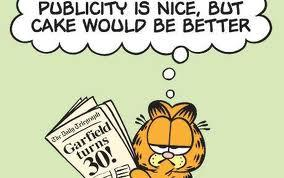 PUBLICITY IS NICE, BUT
CAKE WOULD BE BETTER
The Daily Telegraph
Garfield
turns
30!